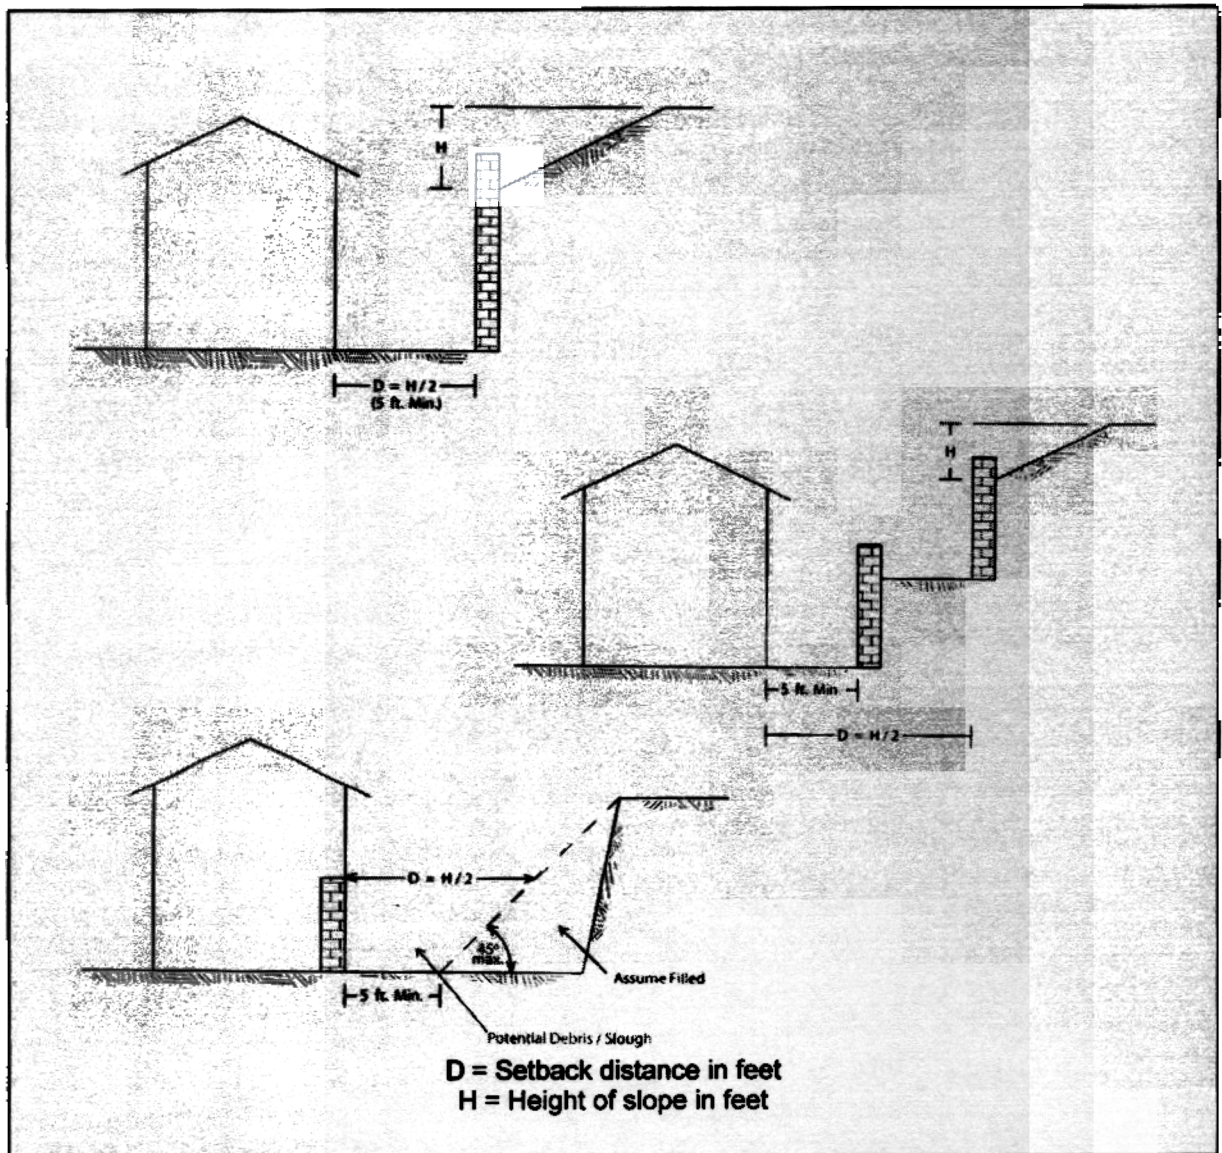 H
D = H/2
(5 ft. Min.)
H
5 ft. Min
D = H/2
D = H/2
45°
max.
Assume Filled
5 ft. Min.
Potential Debris / Slough
D = Setback distance in feet
H = Height of slope in feet